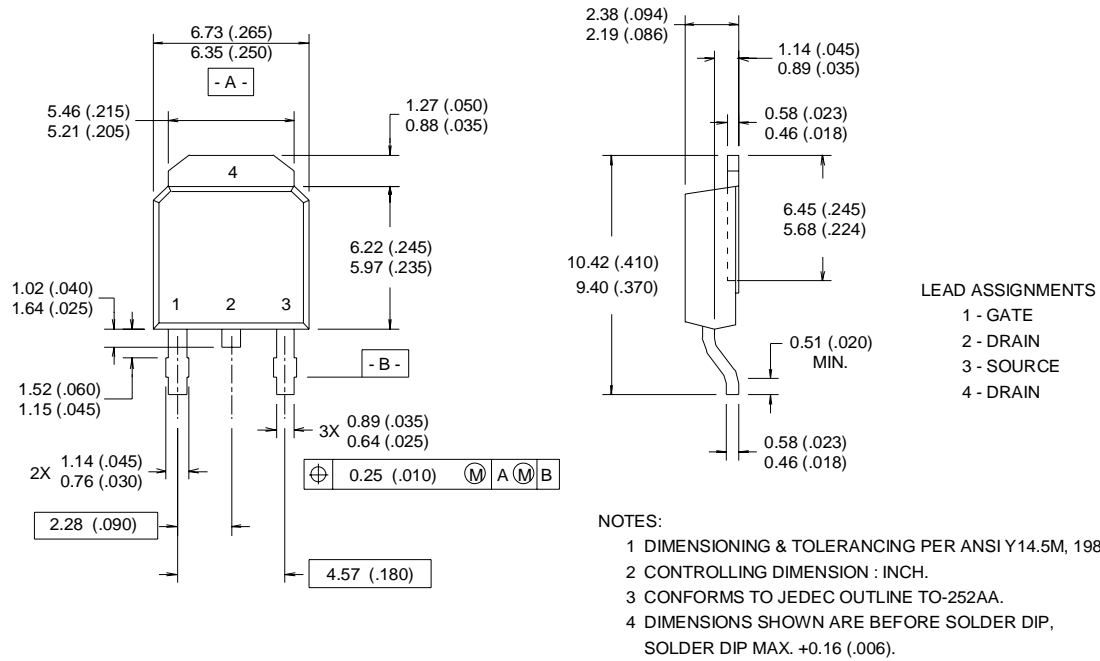 6.73 (.265)
6.35 (.250)
- A -
5.46 (.215)
5.21 (.205)
1.27 (.050)
0.88 (.035)
4
6.22 (.245)
5.97 (.235)
1.02 (.040)
1.64 (.025)
1 2 3
- B -
1.52 (.060)
1.15 (.045)
3X 0.89 (.035)
0.64 (.025)
2X 1.14 (.045)
0.76 (.030)
⌖ 0.25 (.010) Ⓜ A Ⓜ B
2.28 (.090)
4.57 (.180)
2.38 (.094)
2.19 (.086)
1.14 (.045)
0.89 (.035)
0.58 (.023)
0.46 (.018)
6.45 (.245)
5.68 (.224)
10.42 (.410)
9.40 (.370)
0.51 (.020)
MIN.
0.58 (.023)
0.46 (.018)
LEAD ASSIGNMENTS
1 - GATE
2 - DRAIN
3 - SOURCE
4 - DRAIN
NOTES:
1 DIMENSIONING & TOLERANCING PER ANSI Y14.5M, 198
2 CONTROLLING DIMENSION : INCH.
3 CONFORMS TO JEDEC OUTLINE TO-252AA.
4 DIMENSIONS SHOWN ARE BEFORE SOLDER DIP,
SOLDER DIP MAX. +0.16 (.006).